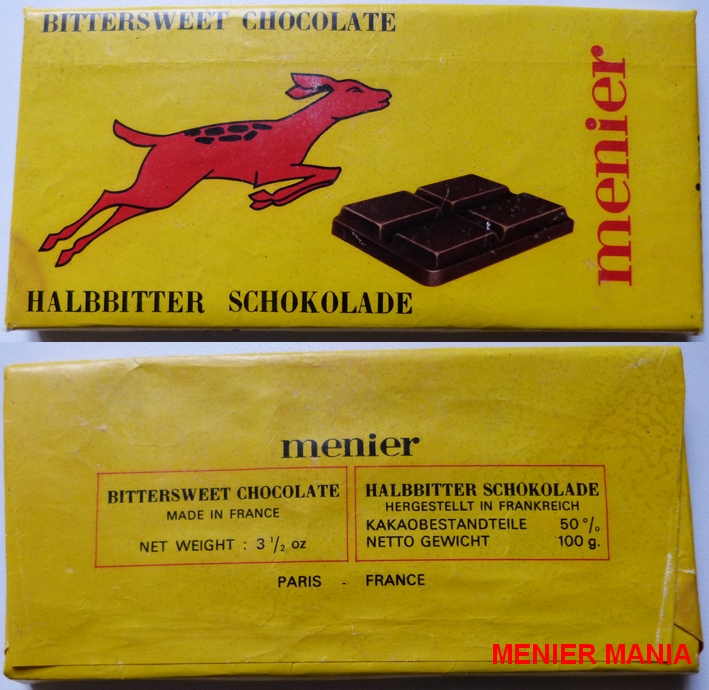 BITTERSWEET CHOCOLATE
menier
HALBBITTER SCHOKOLADE
menier
BITTERSWEET CHOCOLATE
MADE IN FRANCE
NET WEIGHT : 3 1/2 oz
HALBBITTER SCHOKOLADE
HERGESTELLT IN FRANKREICH
KAKAOBESTANDTEILE 50 %
NETTO GEWICHT 100 g.
PARIS - FRANCE
MENIER MANIA